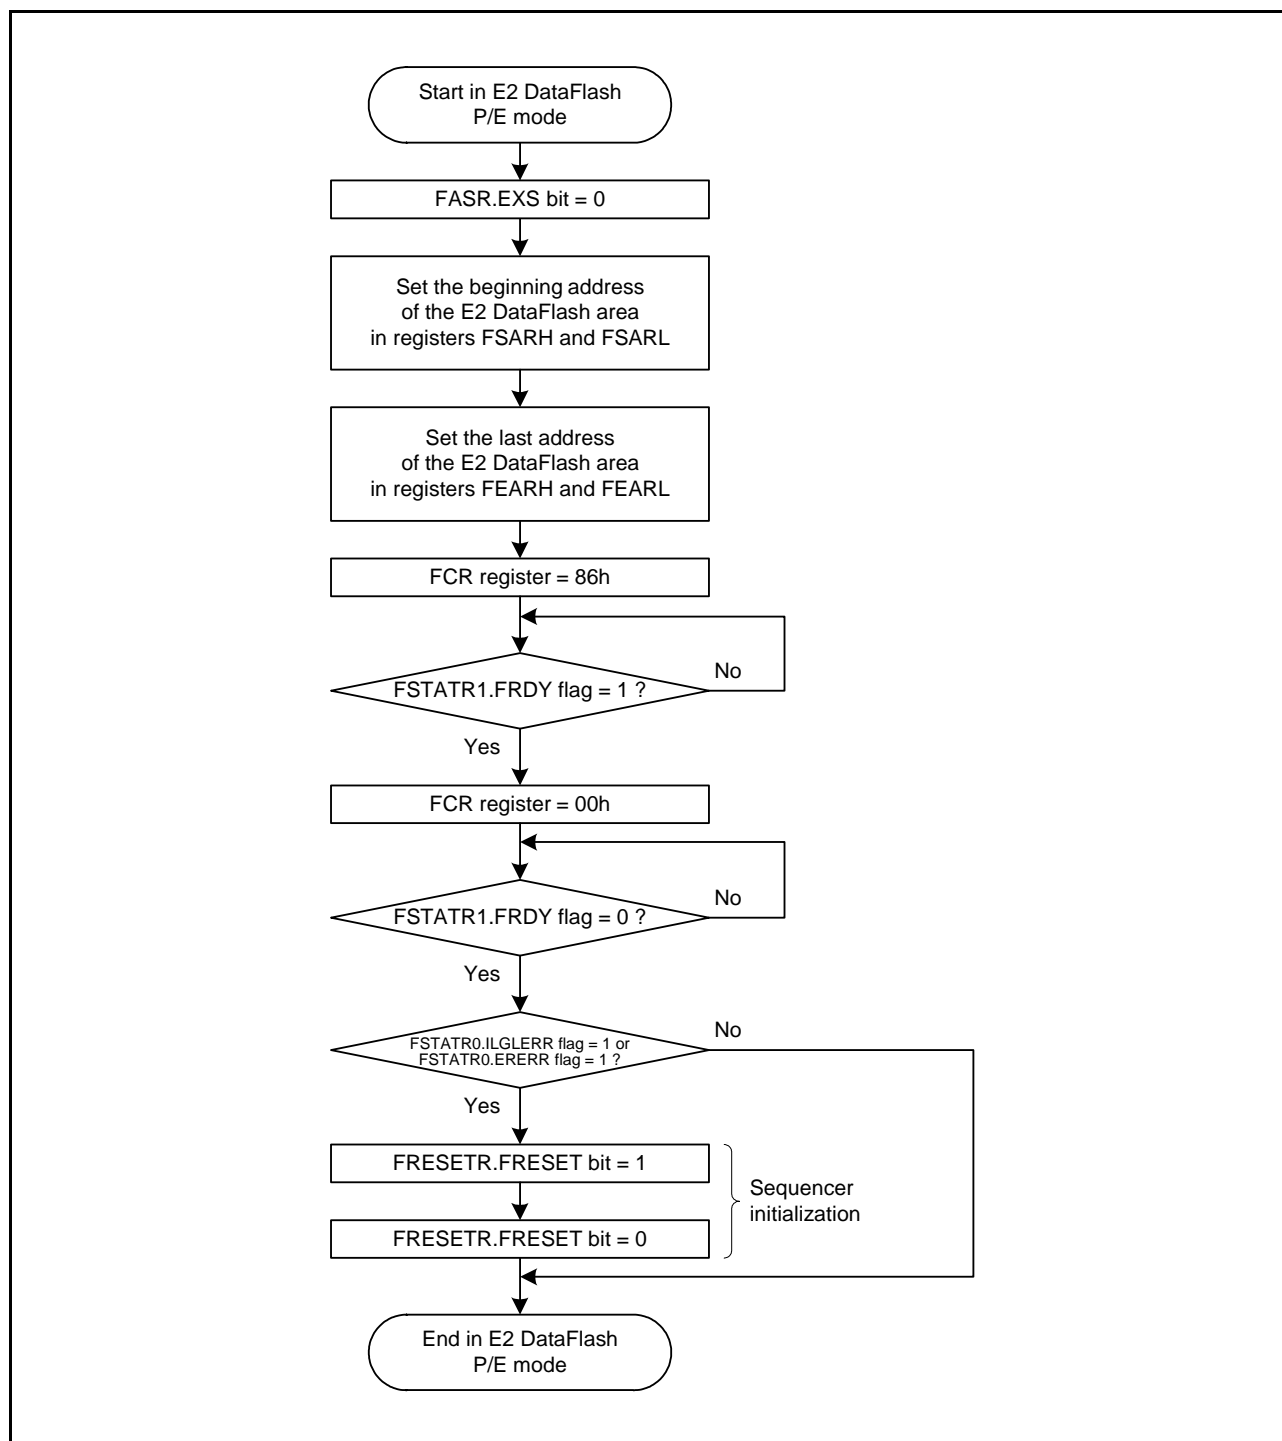 Start in E2 DataFlash
P/E mode
FASR.EXS bit = 0
Set the beginning address
of the E2 DataFlash area
in registers FSARH and FSARL
Set the last address
of the E2 DataFlash area
in registers FEARH and FEARL
FCR register = 86h
FSTATR1.FRDY flag = 1 ?
No
Yes
FCR register = 00h
FSTATR1.FRDY flag = 0 ?
No
Yes
FSTATR0.ILGLERR flag = 1 or
FSTATR0.ERERR flag = 1 ?
No
Yes
FRESETR.FRESET bit = 1
FRESETR.FRESET bit = 0
Sequencer
initialization
End in E2 DataFlash
P/E mode